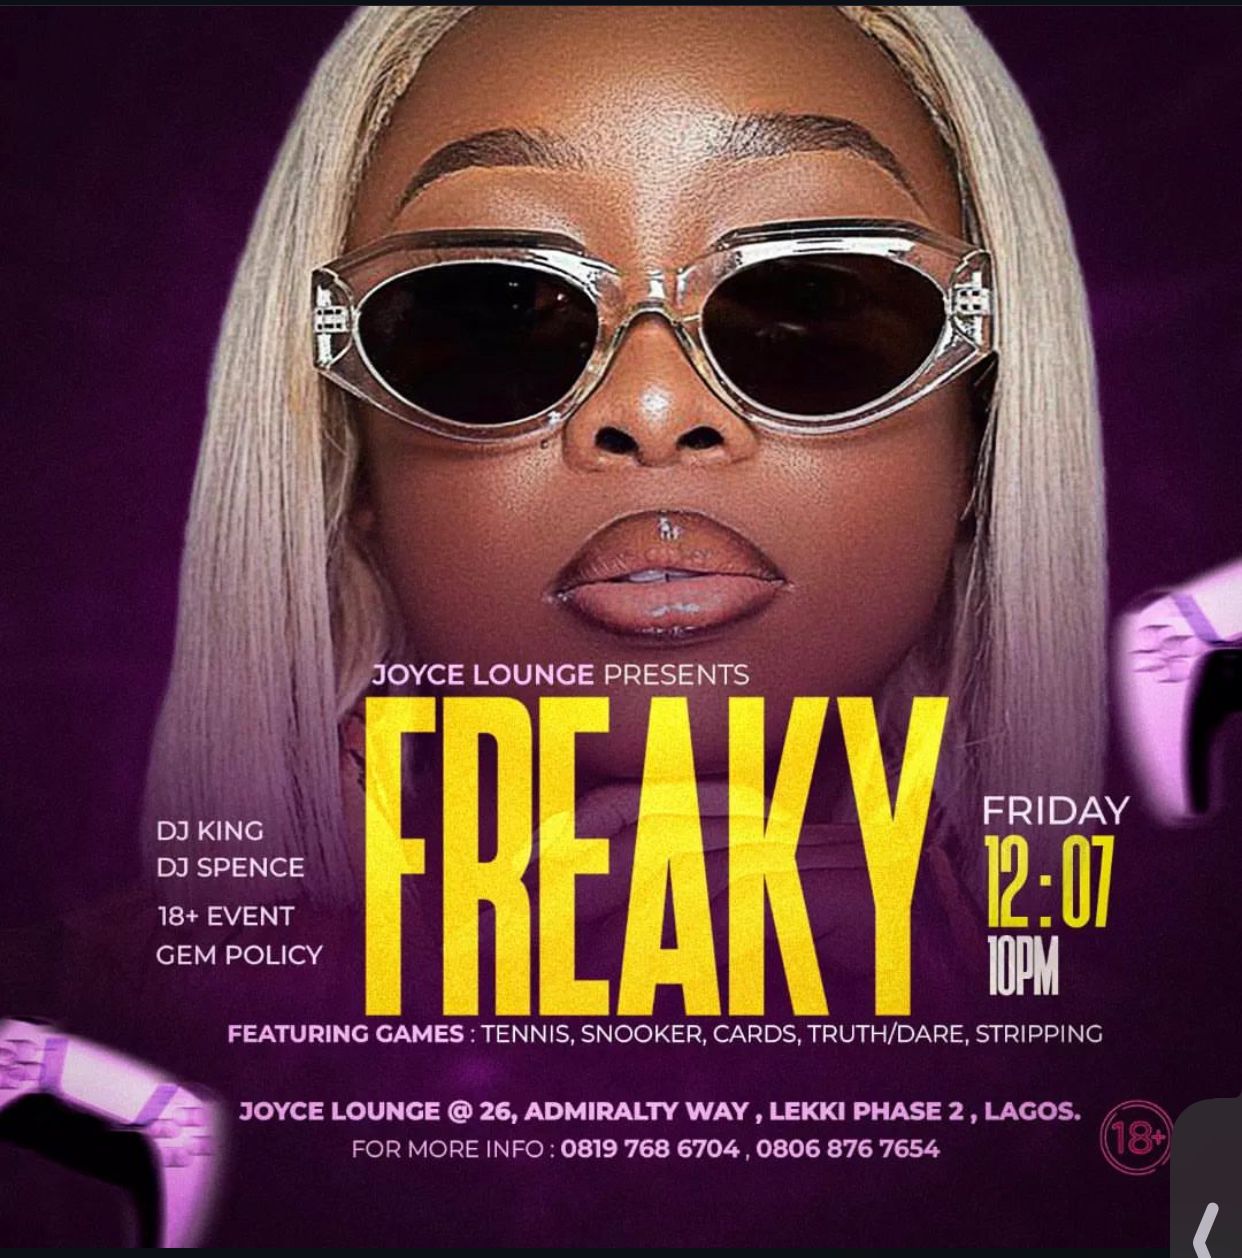 JOYCE LOUNGE PRESENTS
FREAKY
DJ KING
DJ SPENCE
18+ EVENT
GEM POLICY
FRIDAY
12:07
10PM
FEATURING GAMES : TENNIS, SNOOKER, CARDS, TRUTH/DARE, STRIPPING
JOYCE LOUNGE @ 26, ADMIRALTY WAY , LEKKI PHASE 2 , LAGOS.
FOR MORE INFO : 0819 768 6704 , 0806 876 7654
18+